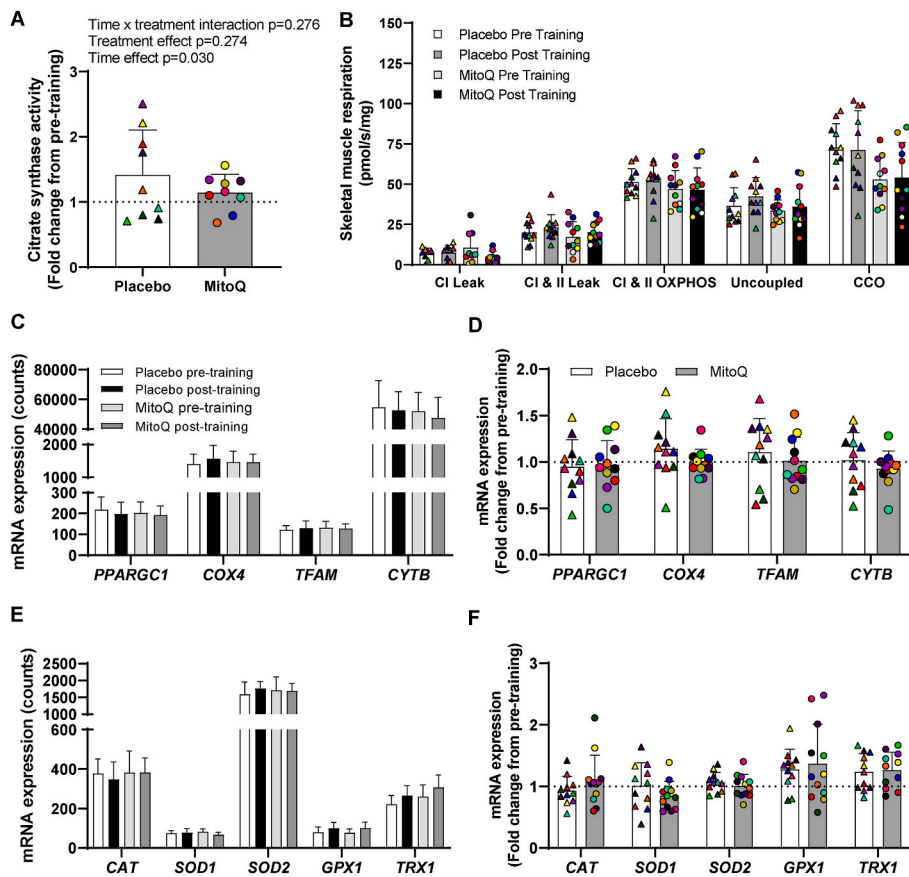 A
Time x treatment interaction p=0.276
Treatment effect p=0.274
Time effect p=0.030
Citrate synthase activity
(Fold change from pre-training)
3
2
1
0
Placebo
MitoQ
B
Skeletal muscle respiration
(pmol/s/mg)
150
125
100
75
50
25
0
Placebo Pre Training
Placebo Post Training
MitoQ Pre Training
MitoQ Post Training
CI Leak
CI & II Leak
CI & II OXPHOS
Uncoupled
CCO
C
mRNA expression (counts)
80000
60000
40000
2000
1000
300
200
100
0
Placebo pre-training
Placebo post-training
MitoQ pre-training
MitoQ post-training
PPARGC1
COX4
TFAM
CYTB
D
mRNA expression
(Fold change from pre-training)
2.0
1.5
1.0
0.5
0.0
Placebo
MitoQ
PPARGC1
COX4
TFAM
CYTB
E
mRNA expression (counts)
2500
2000
1500
1000
600
400
200
0
CAT
SOD1
SOD2
GPX1
TRX1
F
mRNA expression
(Fold change from pre-training)
3
2
1
0
CAT
SOD1
SOD2
GPX1
TRX1